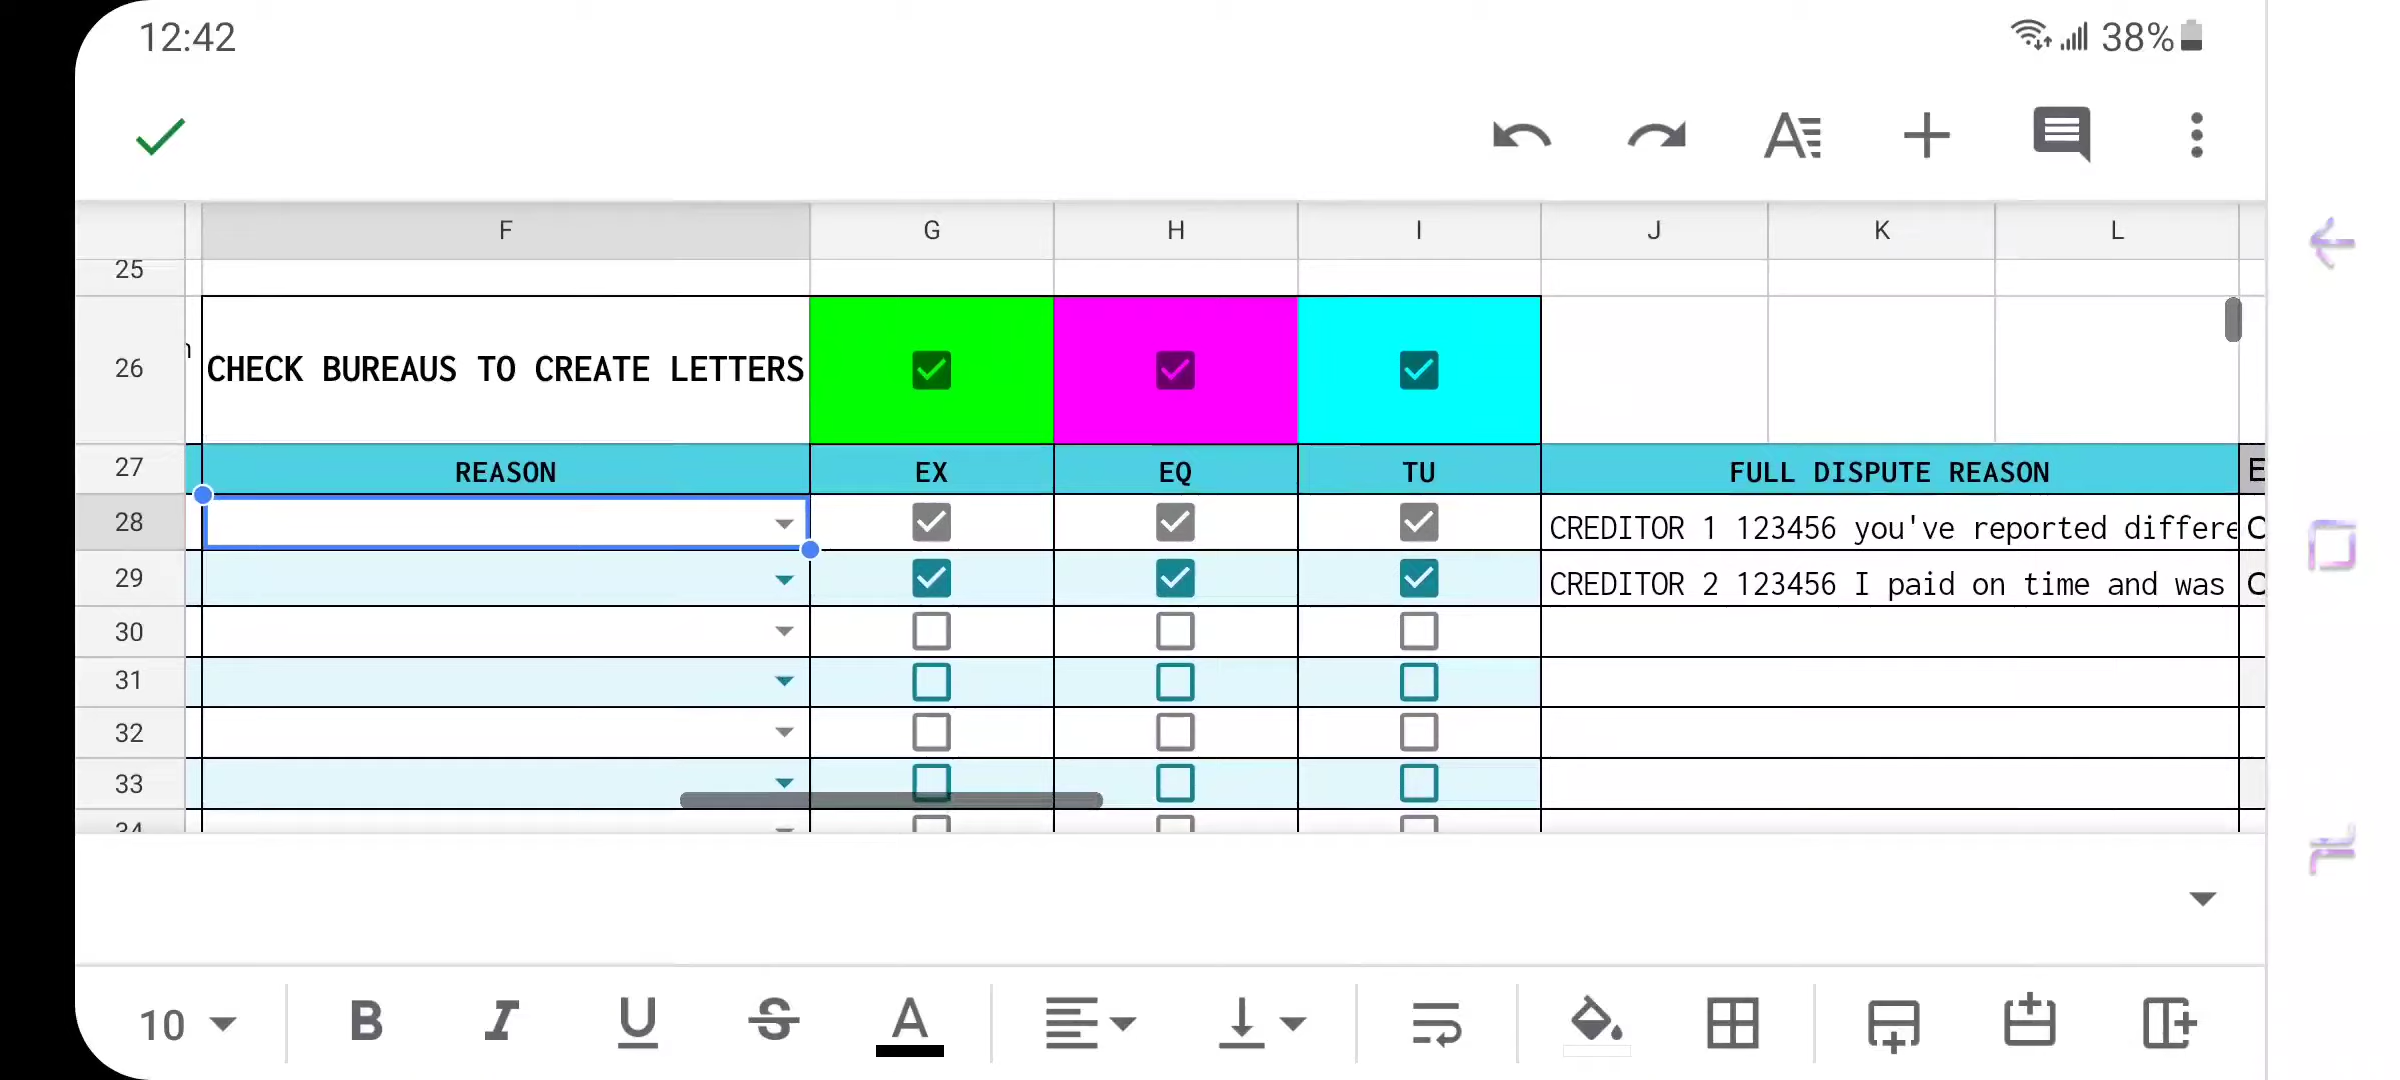 12:42
38%
F G H I J K L
25
26 CHECK BUREAUS TO CREATE LETTERS
27 REASON EX EQ TU FULL DISPUTE REASON E
28 CREDITOR 1 123456 you've reported differe
29 CREDITOR 2 123456 I paid on time and was
30
31
32
33
34
10 B I U S A